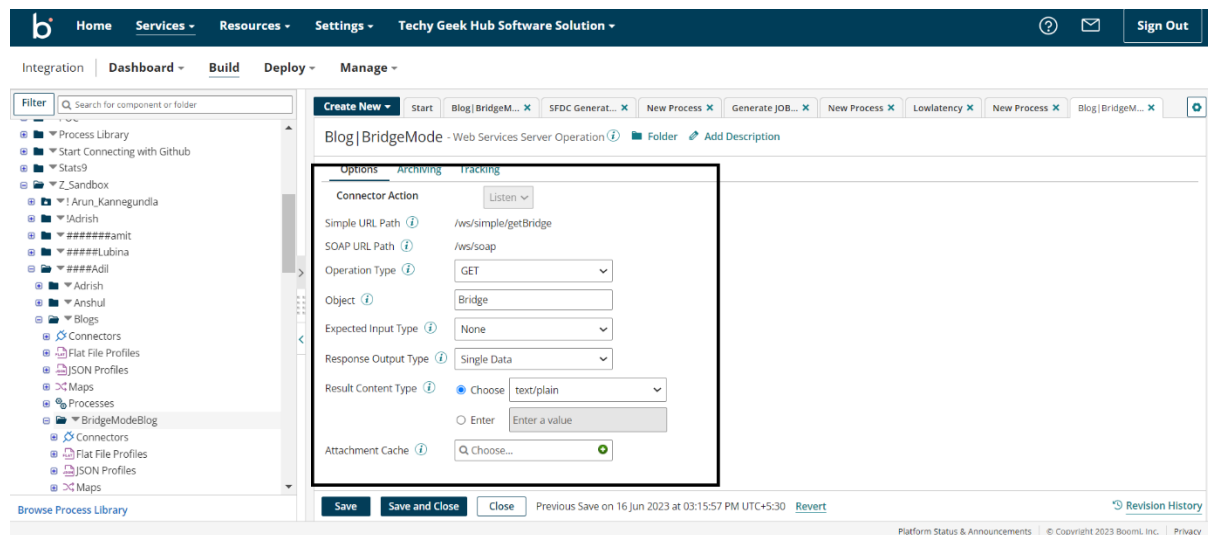 b Home Services Resources Settings Techy Geek Hub Software Solution Sign Out
Integration Dashboard Build Deploy Manage
Filter Search for component or folder
Process Library
Start Connecting with Github
Stats9
Z_Sandbox
! Arun_Kannegundla
!Adrish
#######amit
#####Lubina
####Adil
Adrish
Anshul
Blogs
Connectors
Flat File Profiles
JSON Profiles
Maps
Processes
BridgeModeBlog
Connectors
Flat File Profiles
JSON Profiles
Maps
Browse Process Library
Create New Start Blog|BridgeM... × SFDC Generat... × New Process × Generate JOB... × New Process × Lowlatency × New Process × Blog|BridgeM... ×
Blog|BridgeMode - Web Services Server Operation Folder Add Description
Options Archiving Tracking
Connector Action Listen
Simple URL Path /ws/simple/getBridge
SOAP URL Path /ws/soap
Operation Type GET
Object Bridge
Expected Input Type None
Response Output Type Single Data
Result Content Type Choose text/plain
Enter Enter a value
Attachment Cache Choose...
Save Save and Close Close Previous Save on 16 Jun 2023 at 03:15:57 PM UTC+5:30 Revert Revision History
Platform Status & Announcements © Copyright 2023 Boomi, Inc. Privacy